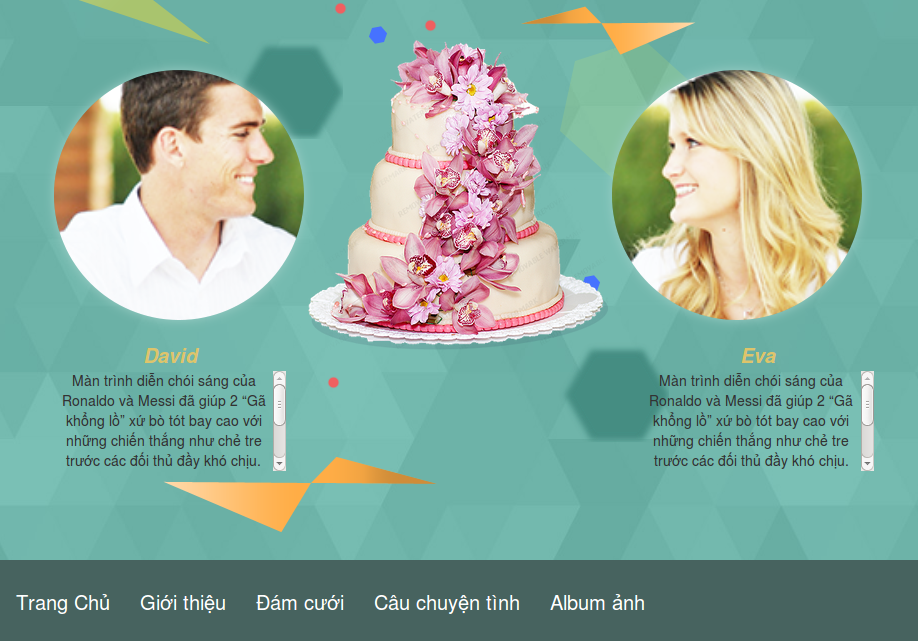 David
Màn trình diễn chói sáng của
Ronaldo và Messi đã giúp 2 “Gã
khổng lồ” xứ bò tót bay cao với
những chiến thắng như chẻ tre
trước các đối thủ đầy khó chịu.
Eva
Màn trình diễn chói sáng của
Ronaldo và Messi đã giúp 2 “Gã
khổng lồ” xứ bò tót bay cao với
những chiến thắng như chẻ tre
trước các đối thủ đầy khó chịu.
Trang Chủ Giới thiệu Đám cưới Câu chuyện tình Album ảnh